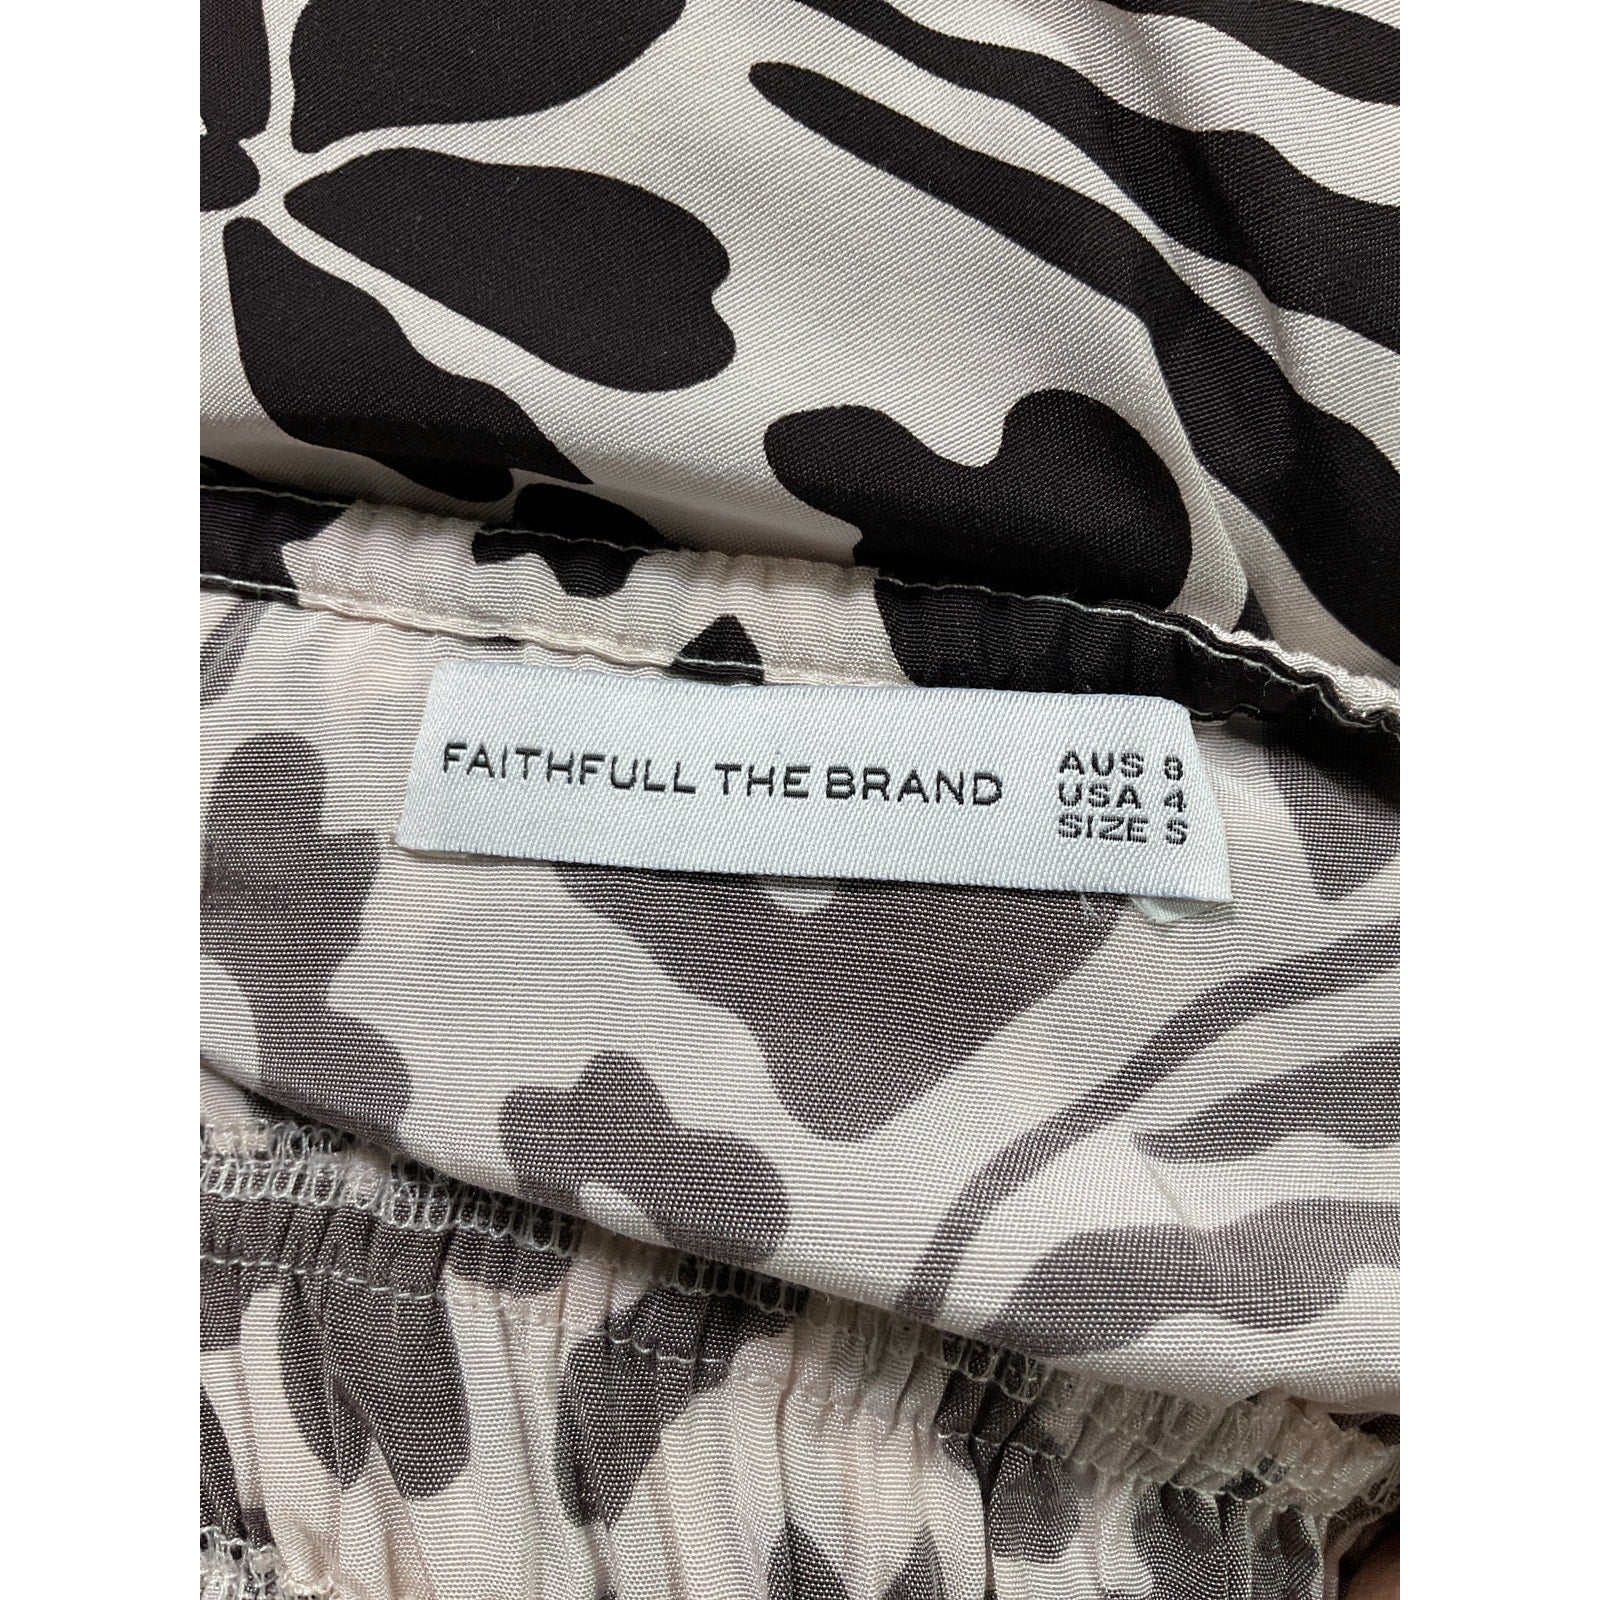 FAITHFULL THE BRAND
AUS 8
USA 4
SIZE S